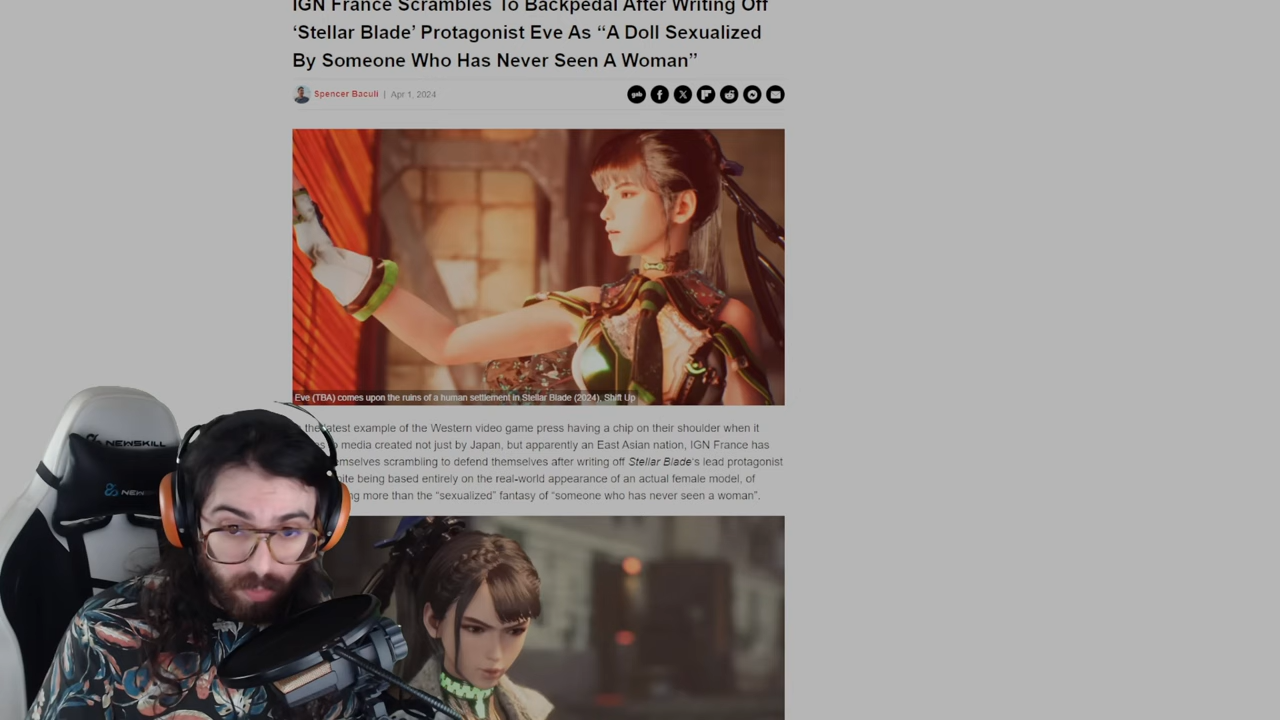 IGN France Scrambles To Backpedal After Writing Off
‘Stellar Blade’ Protagonist Eve As “A Doll Sexualized
By Someone Who Has Never Seen A Woman”
Spencer Baculi | Apr 1, 2024
gab
Eve (TBA) comes upon the ruins of a human settlement in Stellar Blade (2024), Shift Up
the latest example of the Western video game press having a chip on their shoulder when it
media created not just by Japan, but apparently an East Asian nation, IGN France has
scrambling to defend themselves after writing off Stellar Blade's lead protagonist
being based entirely on the real-world appearance of an actual female model, of
more than the “sexualized” fantasy of “someone who has never seen a woman”.
NEWSKILL
NEW